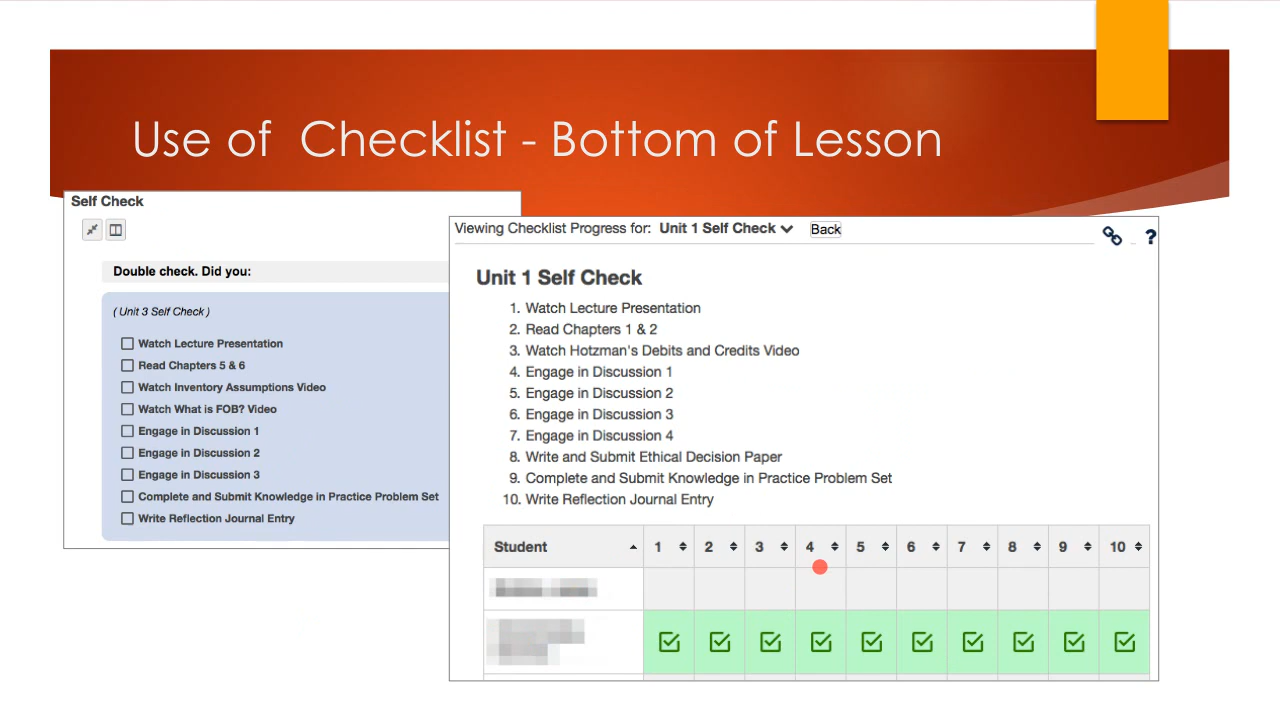 Use of  Checklist - Bottom of Lesson
Self Check
Double check. Did you:
( Unit 3 Self Check )
Watch Lecture Presentation
Read Chapters 5 & 6
Watch Inventory Assumptions Video
Watch What is FOB? Video
Engage in Discussion 1
Engage in Discussion 2
Engage in Discussion 3
Complete and Submit Knowledge in Practice Problem Set
Write Reflection Journal Entry
Viewing Checklist Progress for: Unit 1 Self Check Back
?
Unit 1 Self Check
1. Watch Lecture Presentation
2. Read Chapters 1 & 2
3. Watch Hotzman's Debits and Credits Video
4. Engage in Discussion 1
5. Engage in Discussion 2
6. Engage in Discussion 3
7. Engage in Discussion 4
8. Write and Submit Ethical Decision Paper
9. Complete and Submit Knowledge in Practice Problem Set
10. Write Reflection Journal Entry
Student 1 2 3 4 5 6 7 8 9 10